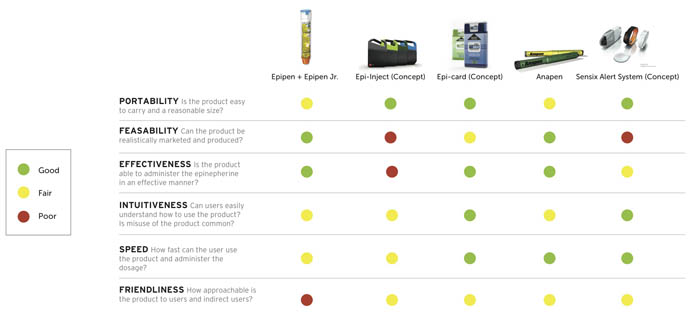 Epipen + Epipen Jr. Epi-Inject (Concept) Epi-card (Concept) Anapen Sensix Alert System (Concept)
PORTABILITY Is the product easy
to carry and a reasonable size?
FEASABILITY Can the product be
realistically marketed and produced?
EFFECTIVENESS Is the product
able to administer the epinepherine
in an effective manner?
INTUITIVENESS Can users easily
understand how to use the product?
Is misuse of the product common?
SPEED How fast can the user use
the product and administer the
dosage?
FRIENDLINESS How approachable is
the product to users and indirect users?
Good
Fair
Poor